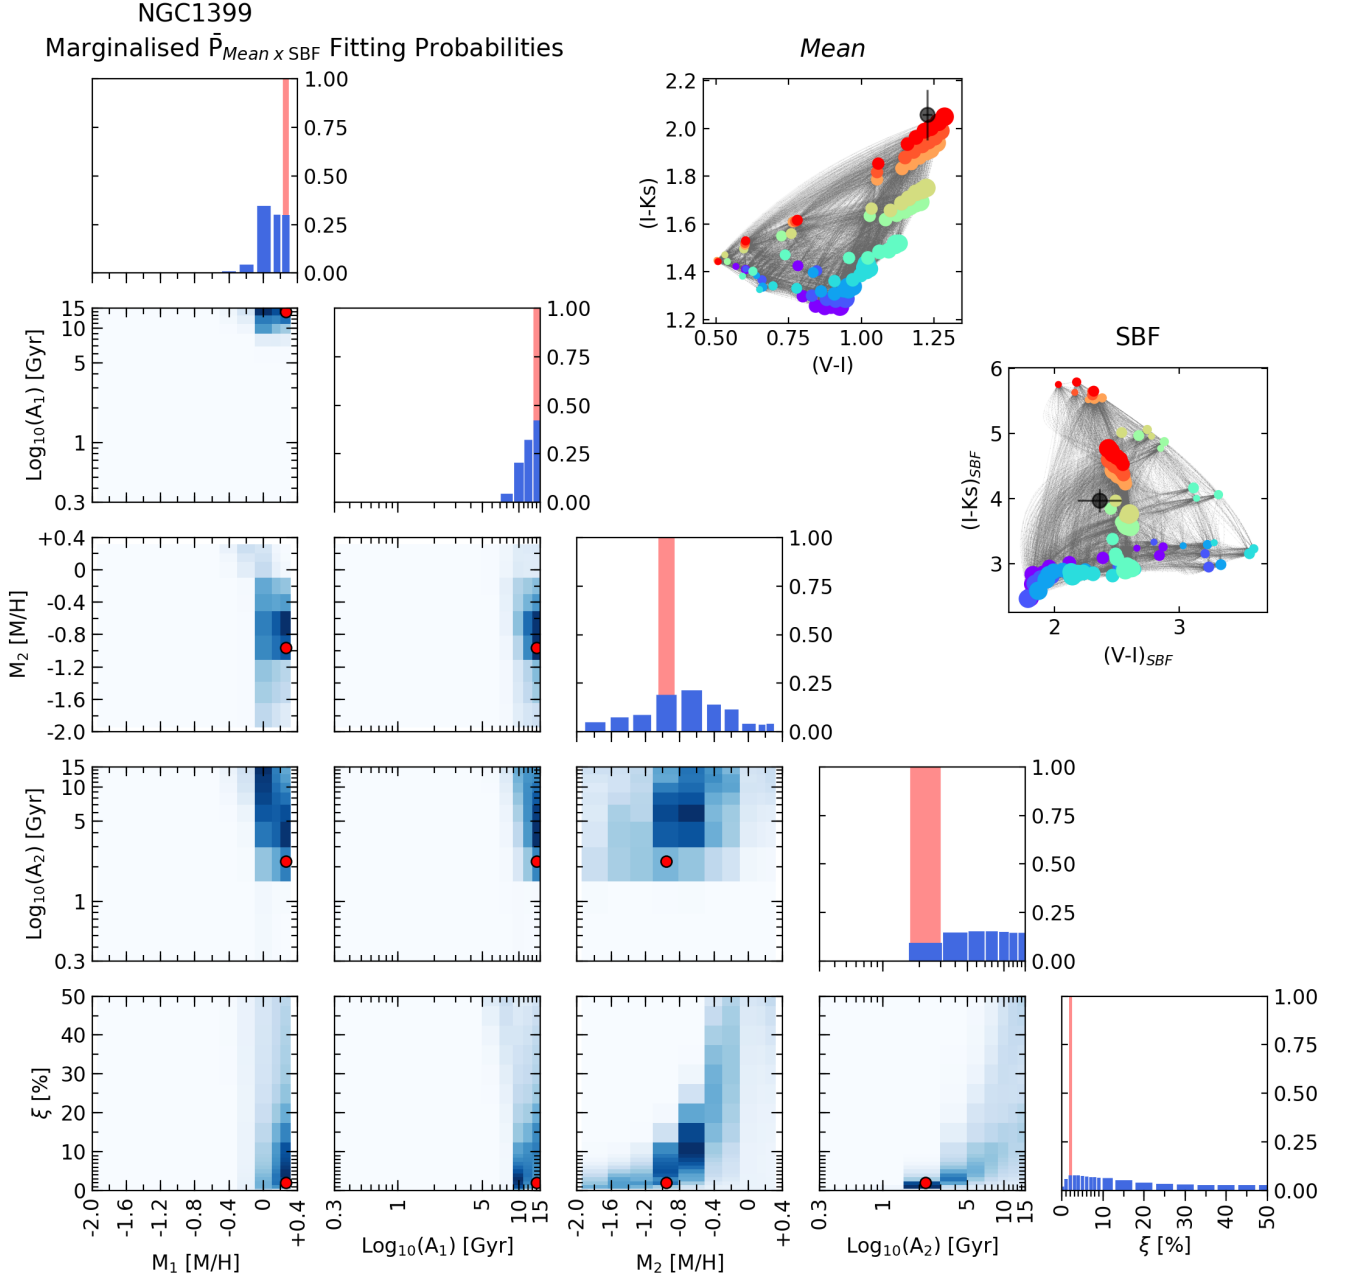 NGC1399
Marginalised P̄Mean x SBF Fitting Probabilities
Mean
1.00
0.75
0.50
0.25
0.00
2.2
2.0
1.8
1.6
1.4
1.2
(I-Ks)
0.50 0.75 1.00 1.25
(V-I)
15
10
5
1
0.3
Log10(A1) [Gyr]
1.00
0.75
0.50
0.25
0.00
SBF
6
5
4
3
(I-Ks)SBF
2 3
(V-I)SBF
+0.4
0
-0.4
-0.8
-1.2
-1.6
-2.0
M2 [M/H]
1.00
0.75
0.50
0.25
0.00
15
10
5
1
0.3
Log10(A2) [Gyr]
1.00
0.75
0.50
0.25
0.00
50
40
30
20
10
0
ξ [%]
1.00
0.75
0.50
0.25
0.00
-2.0 -1.6 -1.2 -0.8 -0.4 0 +0.4
M1 [M/H]
0.3 1 5 10 15
Log10(A1) [Gyr]
-2.0 -1.6 -1.2 -0.8 -0.4 0 +0.4
M2 [M/H]
0.3 1 5 10 15
Log10(A2) [Gyr]
0 10 20 30 40 50
ξ [%]